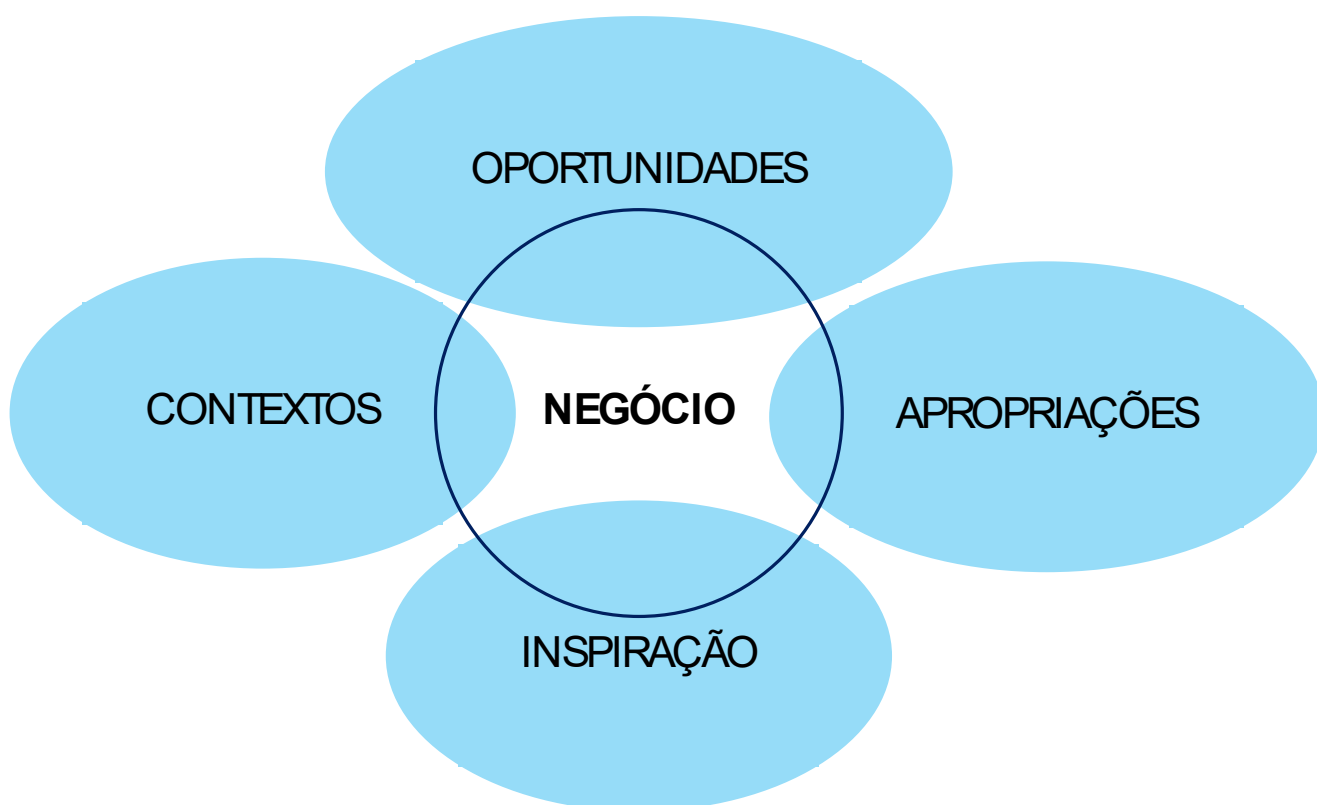 OPORTUNIDADES
CONTEXTOS
NEGÓCIO
APROPRIAÇÕES
INSPIRAÇÃO